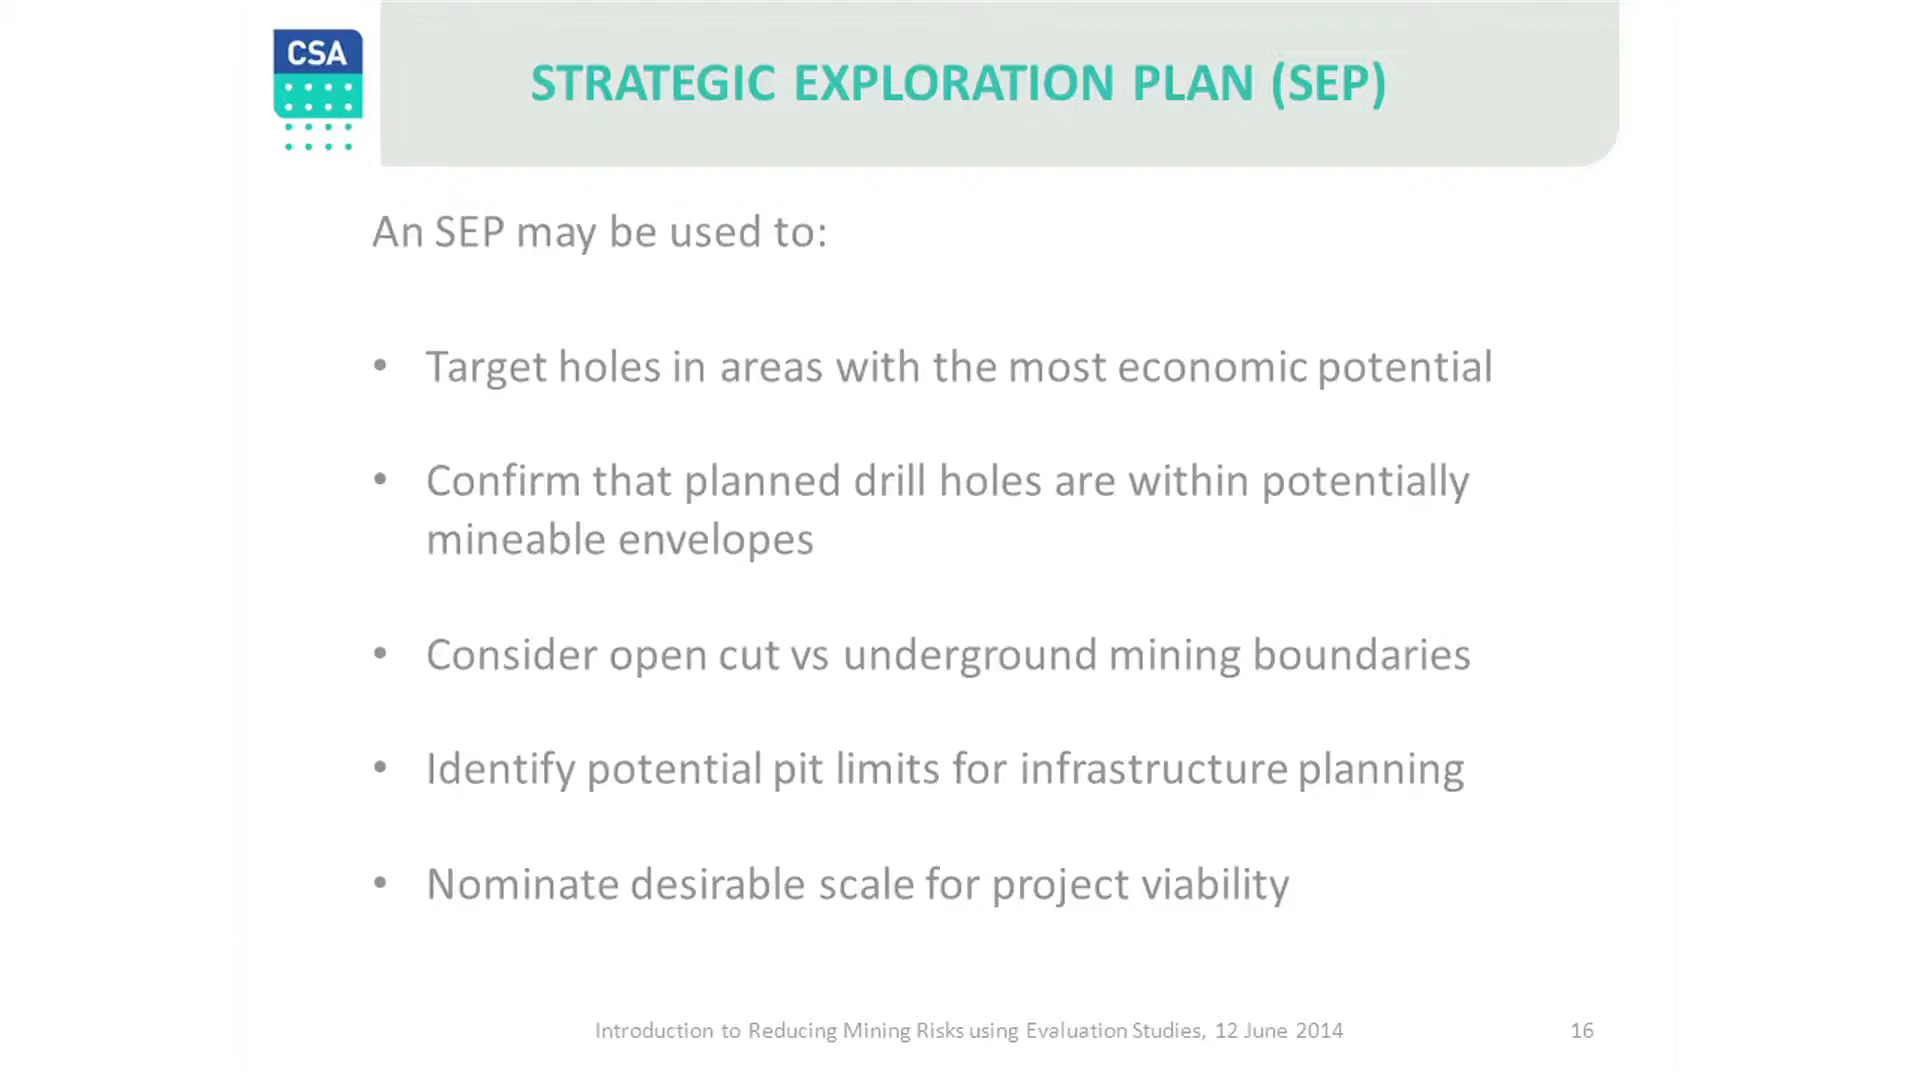 CSA
STRATEGIC EXPLORATION PLAN (SEP)
An SEP may be used to:
• Target holes in areas with the most economic potential
• Confirm that planned drill holes are within potentially
mineable envelopes
• Consider open cut vs underground mining boundaries
• Identify potential pit limits for infrastructure planning
• Nominate desirable scale for project viability
Introduction to Reducing Mining Risks using Evaluation Studies, 12 June 2014
16